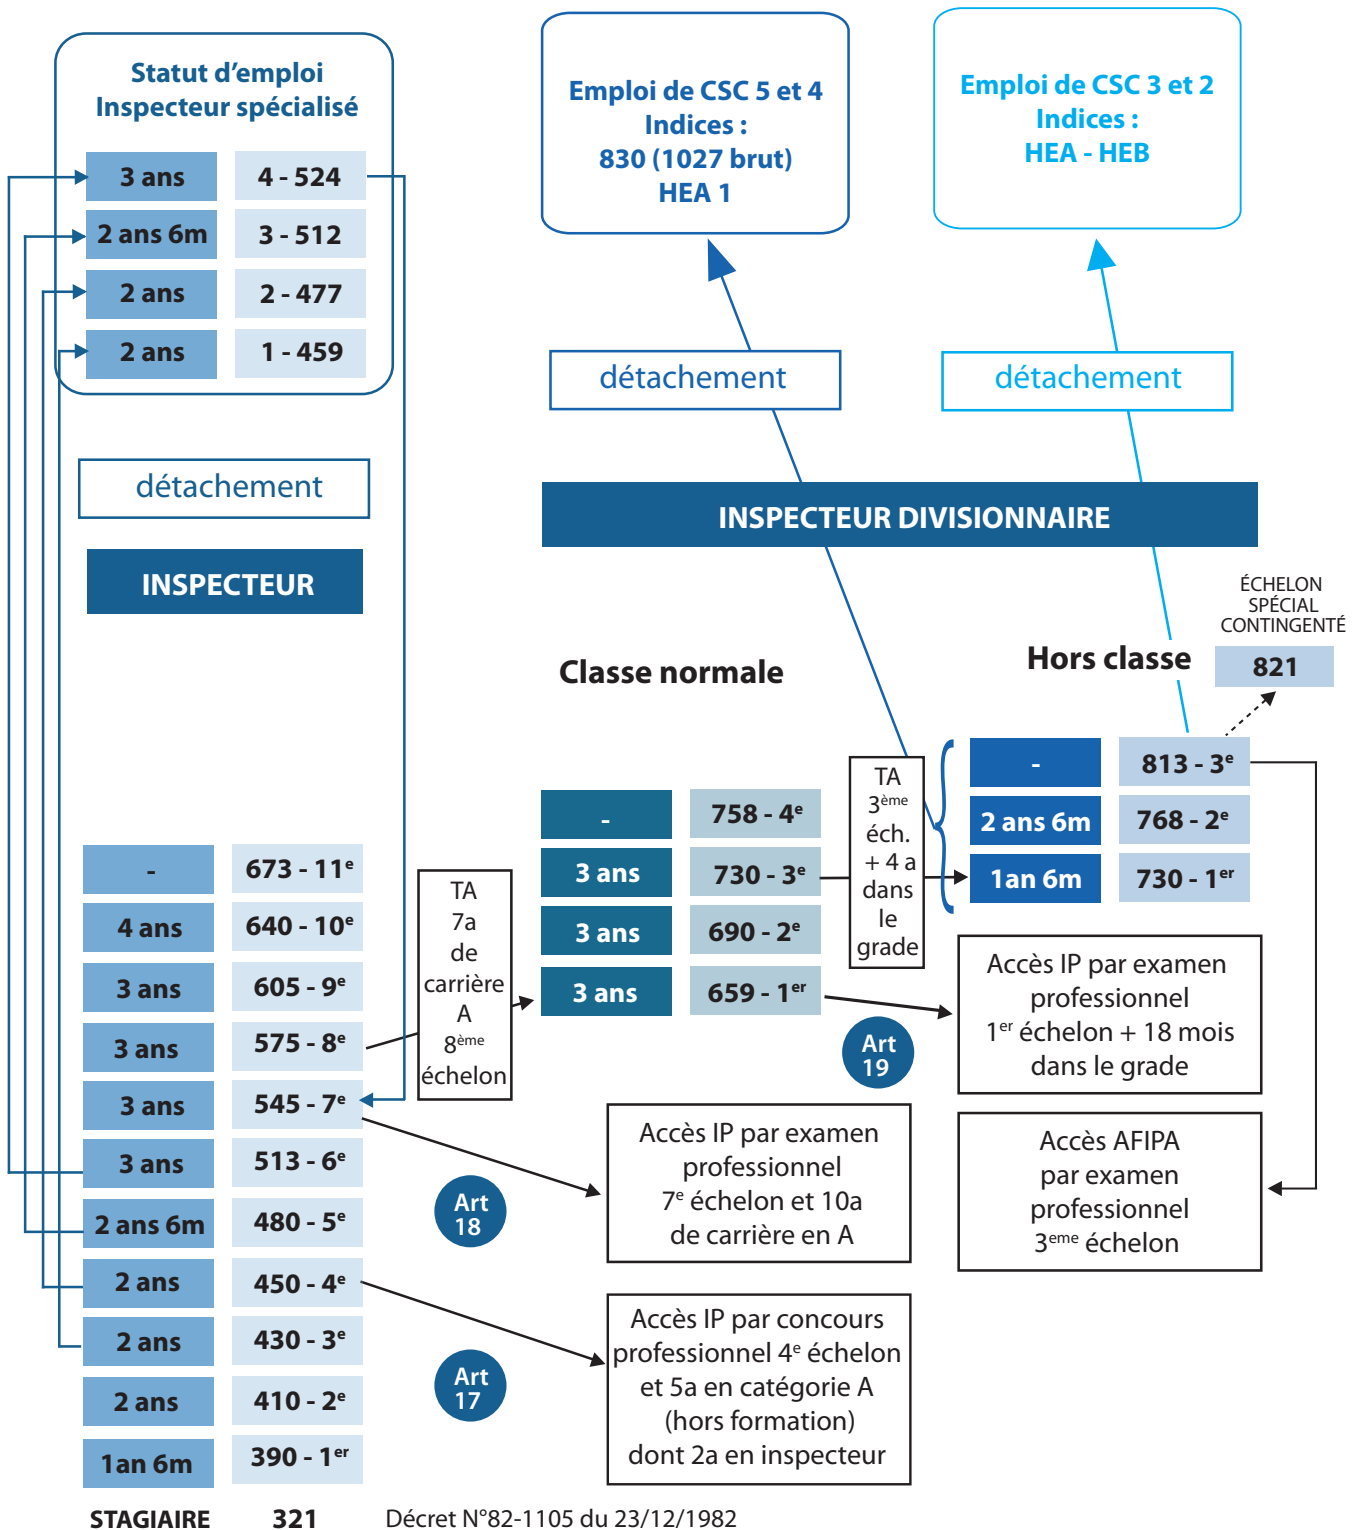 Statut d’emploi
Inspecteur spécialisé
3 ans 4 - 524
2 ans 6m 3 - 512
2 ans 2 - 477
2 ans 1 - 459
détachement
INSPECTEUR
- 673 - 11e
4 ans 640 - 10e
3 ans 605 - 9e
3 ans 575 - 8e
3 ans 545 - 7e
3 ans 513 - 6e
2 ans 6m 480 - 5e
2 ans 450 - 4e
2 ans 430 - 3e
2 ans 410 - 2e
1an 6m 390 - 1er
STAGIAIRE 321
Décret N°82-1105 du 23/12/1982
TA
7a
de
carrière
A
8ème
échelon
Emploi de CSC 5 et 4
Indices :
830 (1027 brut)
HEA 1
détachement
Emploi de CSC 3 et 2
Indices :
HEA - HEB
détachement
INSPECTEUR DIVISIONNAIRE
Classe normale
- 758 - 4e
3 ans 730 - 3e
3 ans 690 - 2e
3 ans 659 - 1er
TA
3ème
éch.
+ 4 a
dans
le
grade
Hors classe
ÉCHELON
SPÉCIAL
CONTINGENTÉ
821
- 813 - 3e
2 ans 6m 768 - 2e
1an 6m 730 - 1er
Art
19
Accès IP par examen
professionnel
1er échelon + 18 mois
dans le grade
Accès AFIPA
par examen
professionnel
3eme échelon
Art
18
Accès IP par examen
professionnel
7e échelon et 10a
de carrière en A
Art
17
Accès IP par concours
professionnel 4e échelon
et 5a en catégorie A
(hors formation)
dont 2a en inspecteur